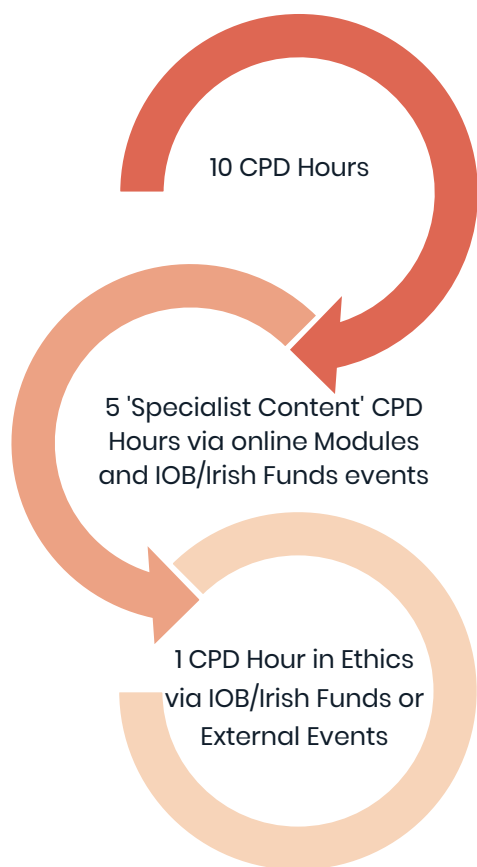 10 CPD Hours
5 'Specialist Content' CPD
Hours via online Modules
and IOB/Irish Funds events
1 CPD Hour in Ethics
via IOB/Irish Funds or
External Events